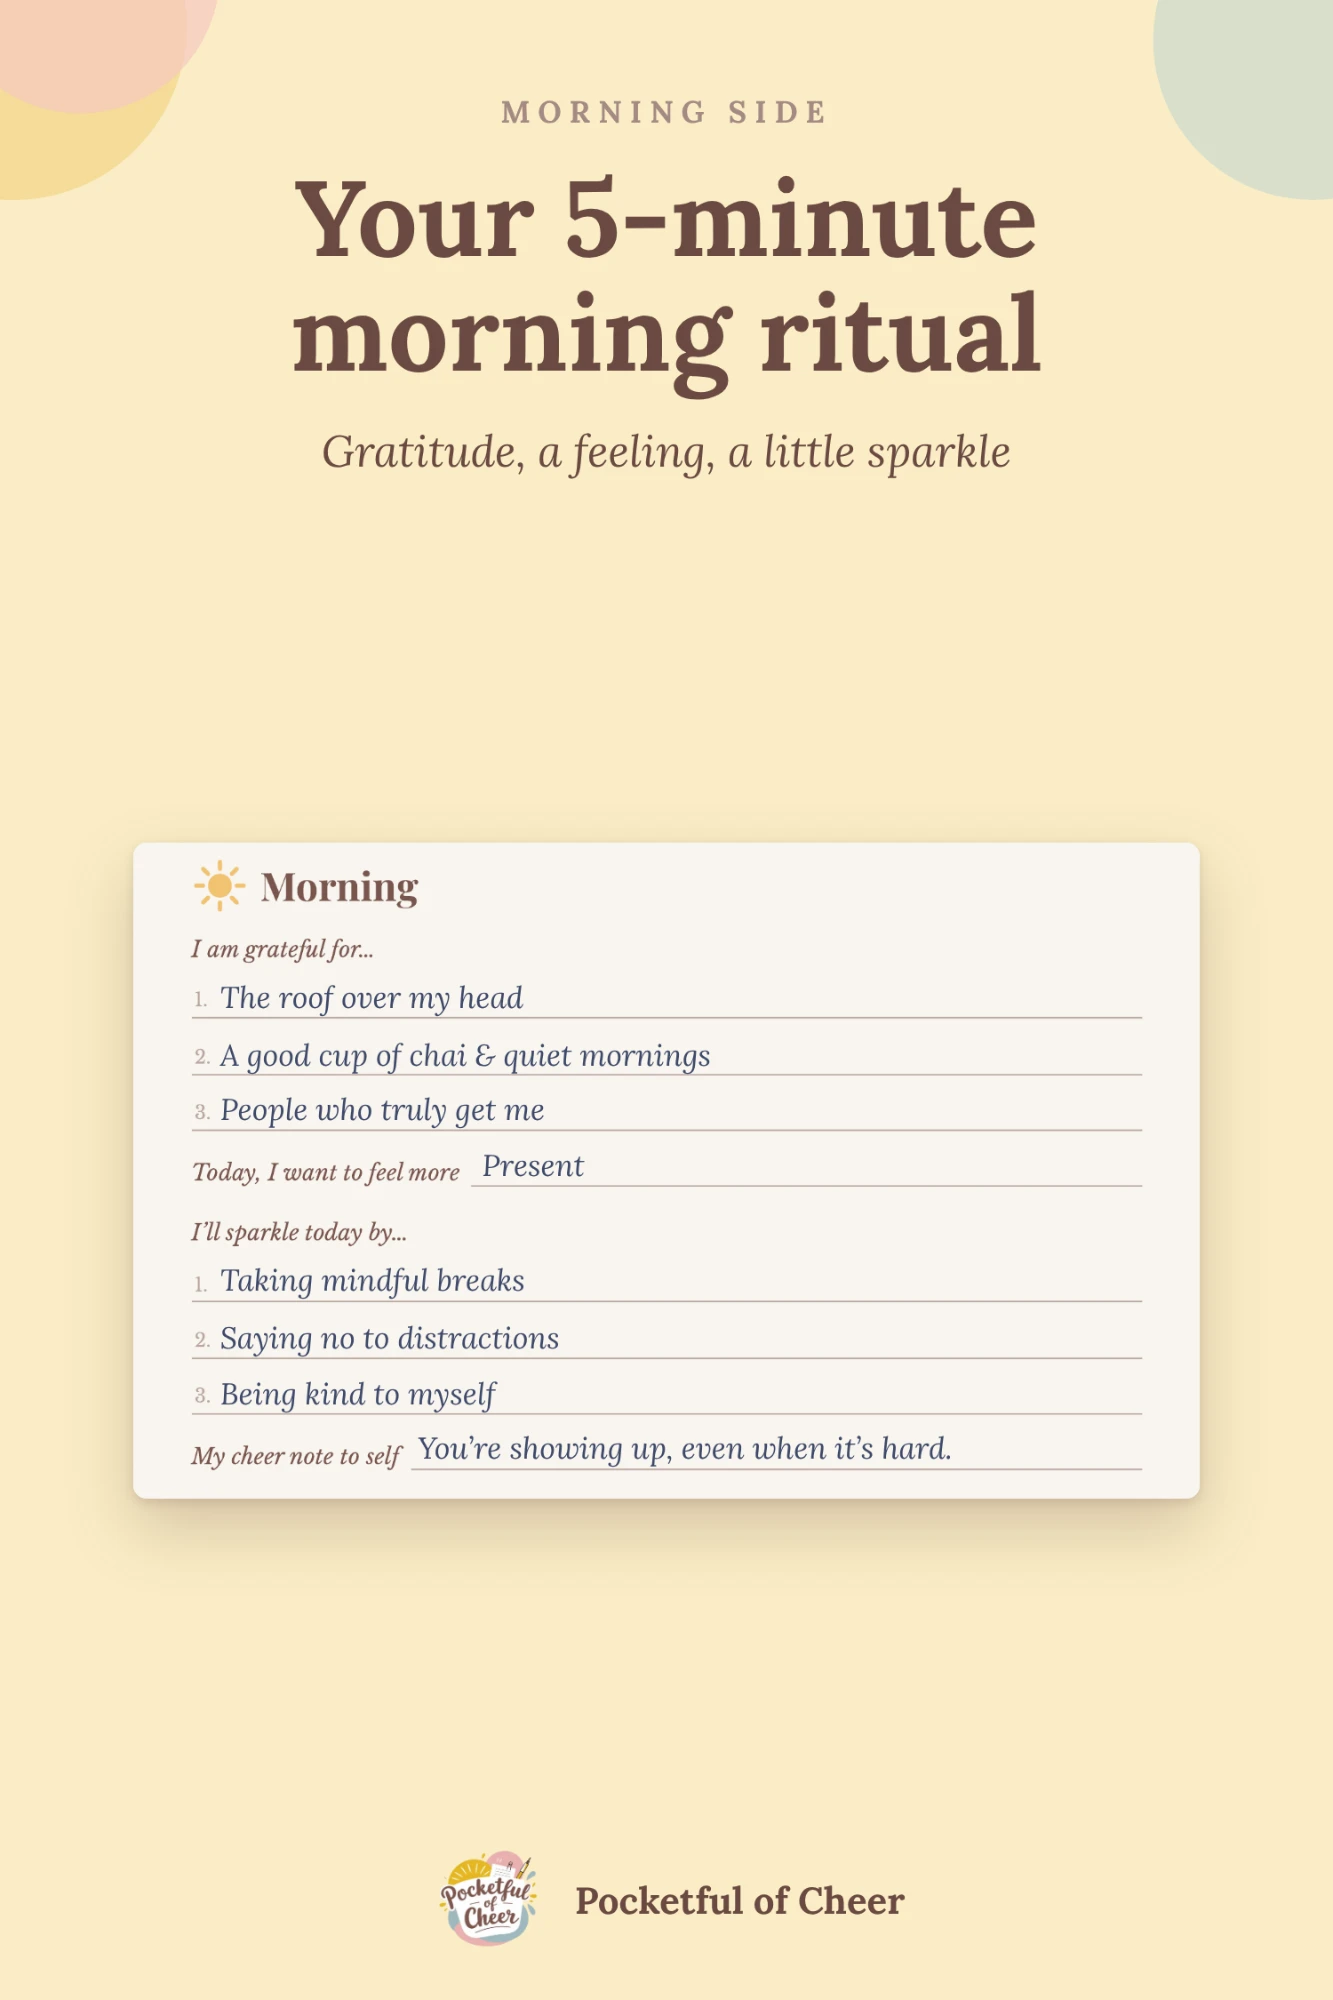 MORNING SIDE
Your 5-minute
morning ritual
Gratitude, a feeling, a little sparkle
Morning
I am grateful for...
1. The roof over my head
2. A good cup of chai & quiet mornings
3. People who truly get me
Today, I want to feel more Present
I’ll sparkle today by...
1. Taking mindful breaks
2. Saying no to distractions
3. Being kind to myself
My cheer note to self You’re showing up, even when it’s hard.
Pocketful
of
Cheer
Pocketful of Cheer